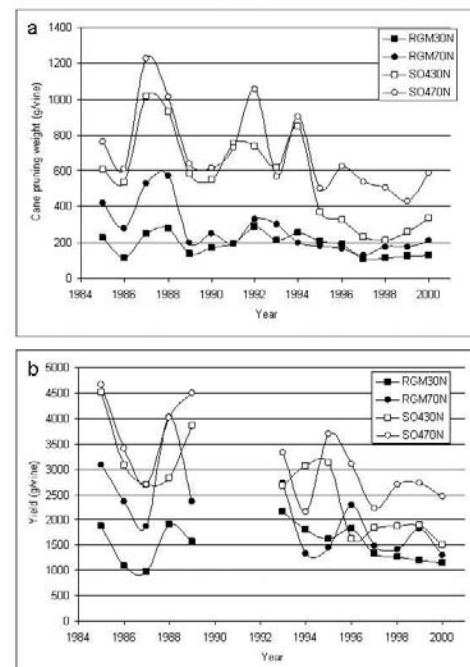 a
1400
1200
1000
800
600
400
200
0
Cane pruning weight (g/vine)
RGM30N
RGM70N
SO430N
SO470N
1984 1986 1988 1990 1992 1994 1996 1998 2000
Year
b
5000
4500
4000
3500
3000
2500
2000
1500
1000
500
0
Yield (g/vine)
RGM30N
RGM70N
SO430N
SO470N
1984 1986 1988 1990 1992 1994 1996 1998 2000
Year